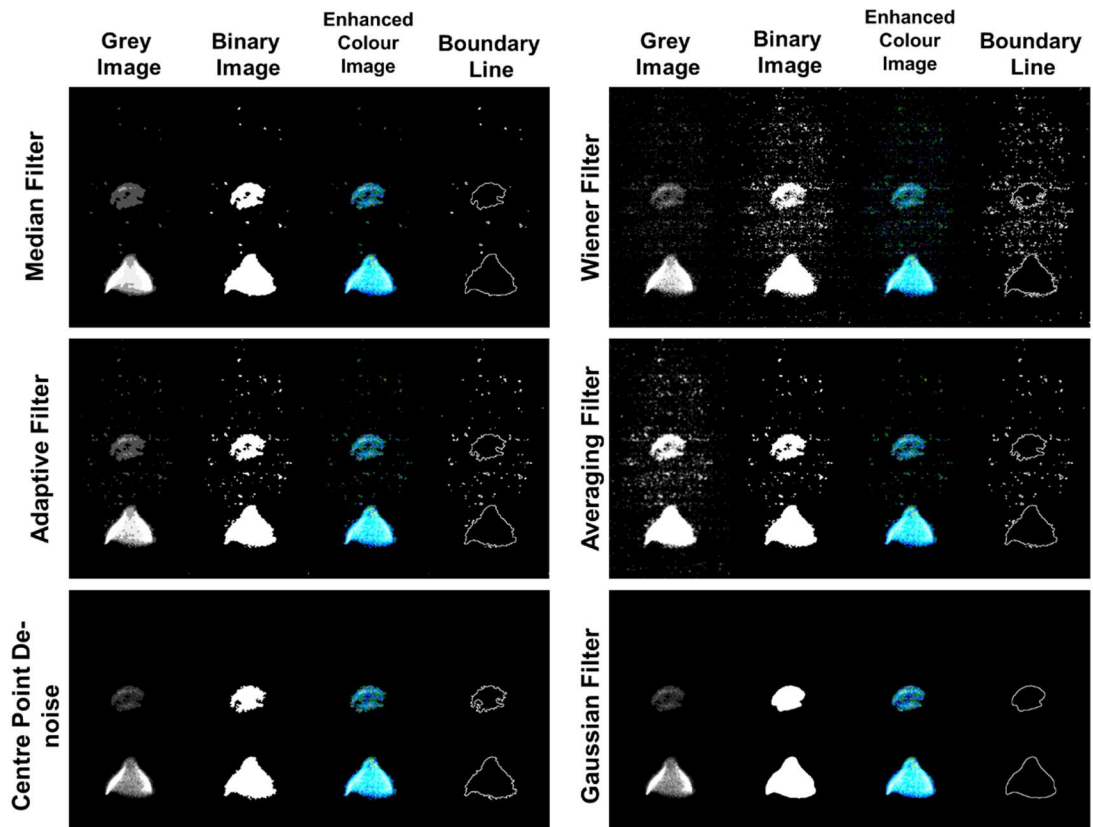 Grey
Image
Binary
Image
Enhanced
Colour
Image
Boundary
Line
Grey
Image
Binary
Image
Enhanced
Colour
Image
Boundary
Line
Median Filter
Wiener Filter
Adaptive Filter
Averaging Filter
Centre Point De-
noise
Gaussian Filter